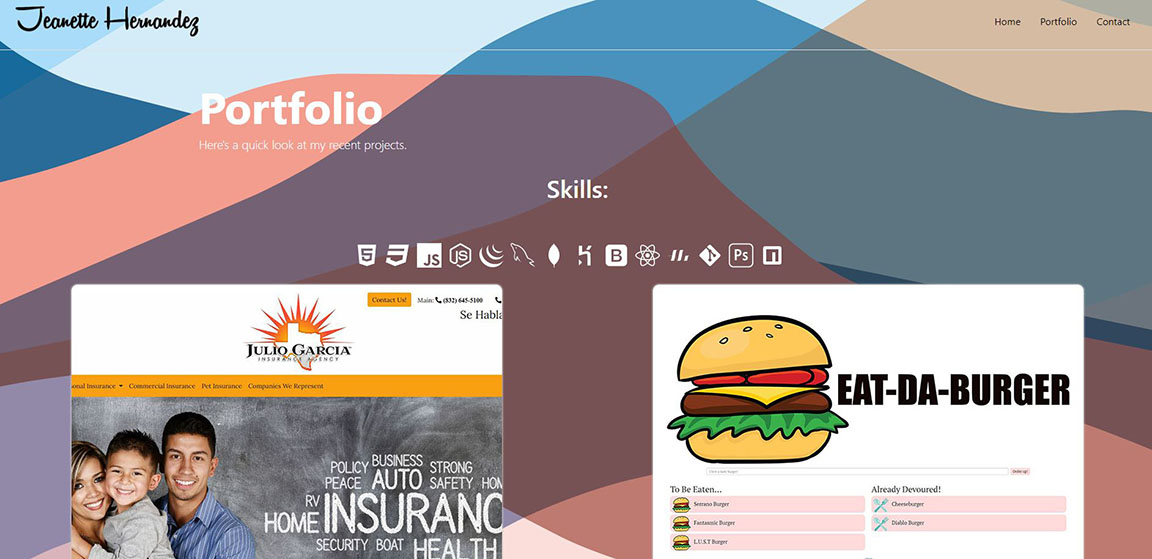 Jeanette Hernandez
Home Portfolio Contact
Portfolio
Here's a quick look at my recent projects.
Skills:
JS JS B Ps
Contact Us! Main: (832) 645-5100
Se Habla
JULIO GARCIA
INSURANCE AGENCY
onal Insurance Commercial Insurance Pet Insurance Companies We Represent
POLICY BUSINESS STRONG
PEACE AUTO SAFETY HOM
RV
HOME INSURANC
SECURITY BOAT HEALTH
EAT-DA-BURGER
Order up!
To Be Eaten...
Serrano Burger
Fantasmic Burger
L.U.S.T Burger
Already Devoured!
Cheeseburger
Diablo Burger